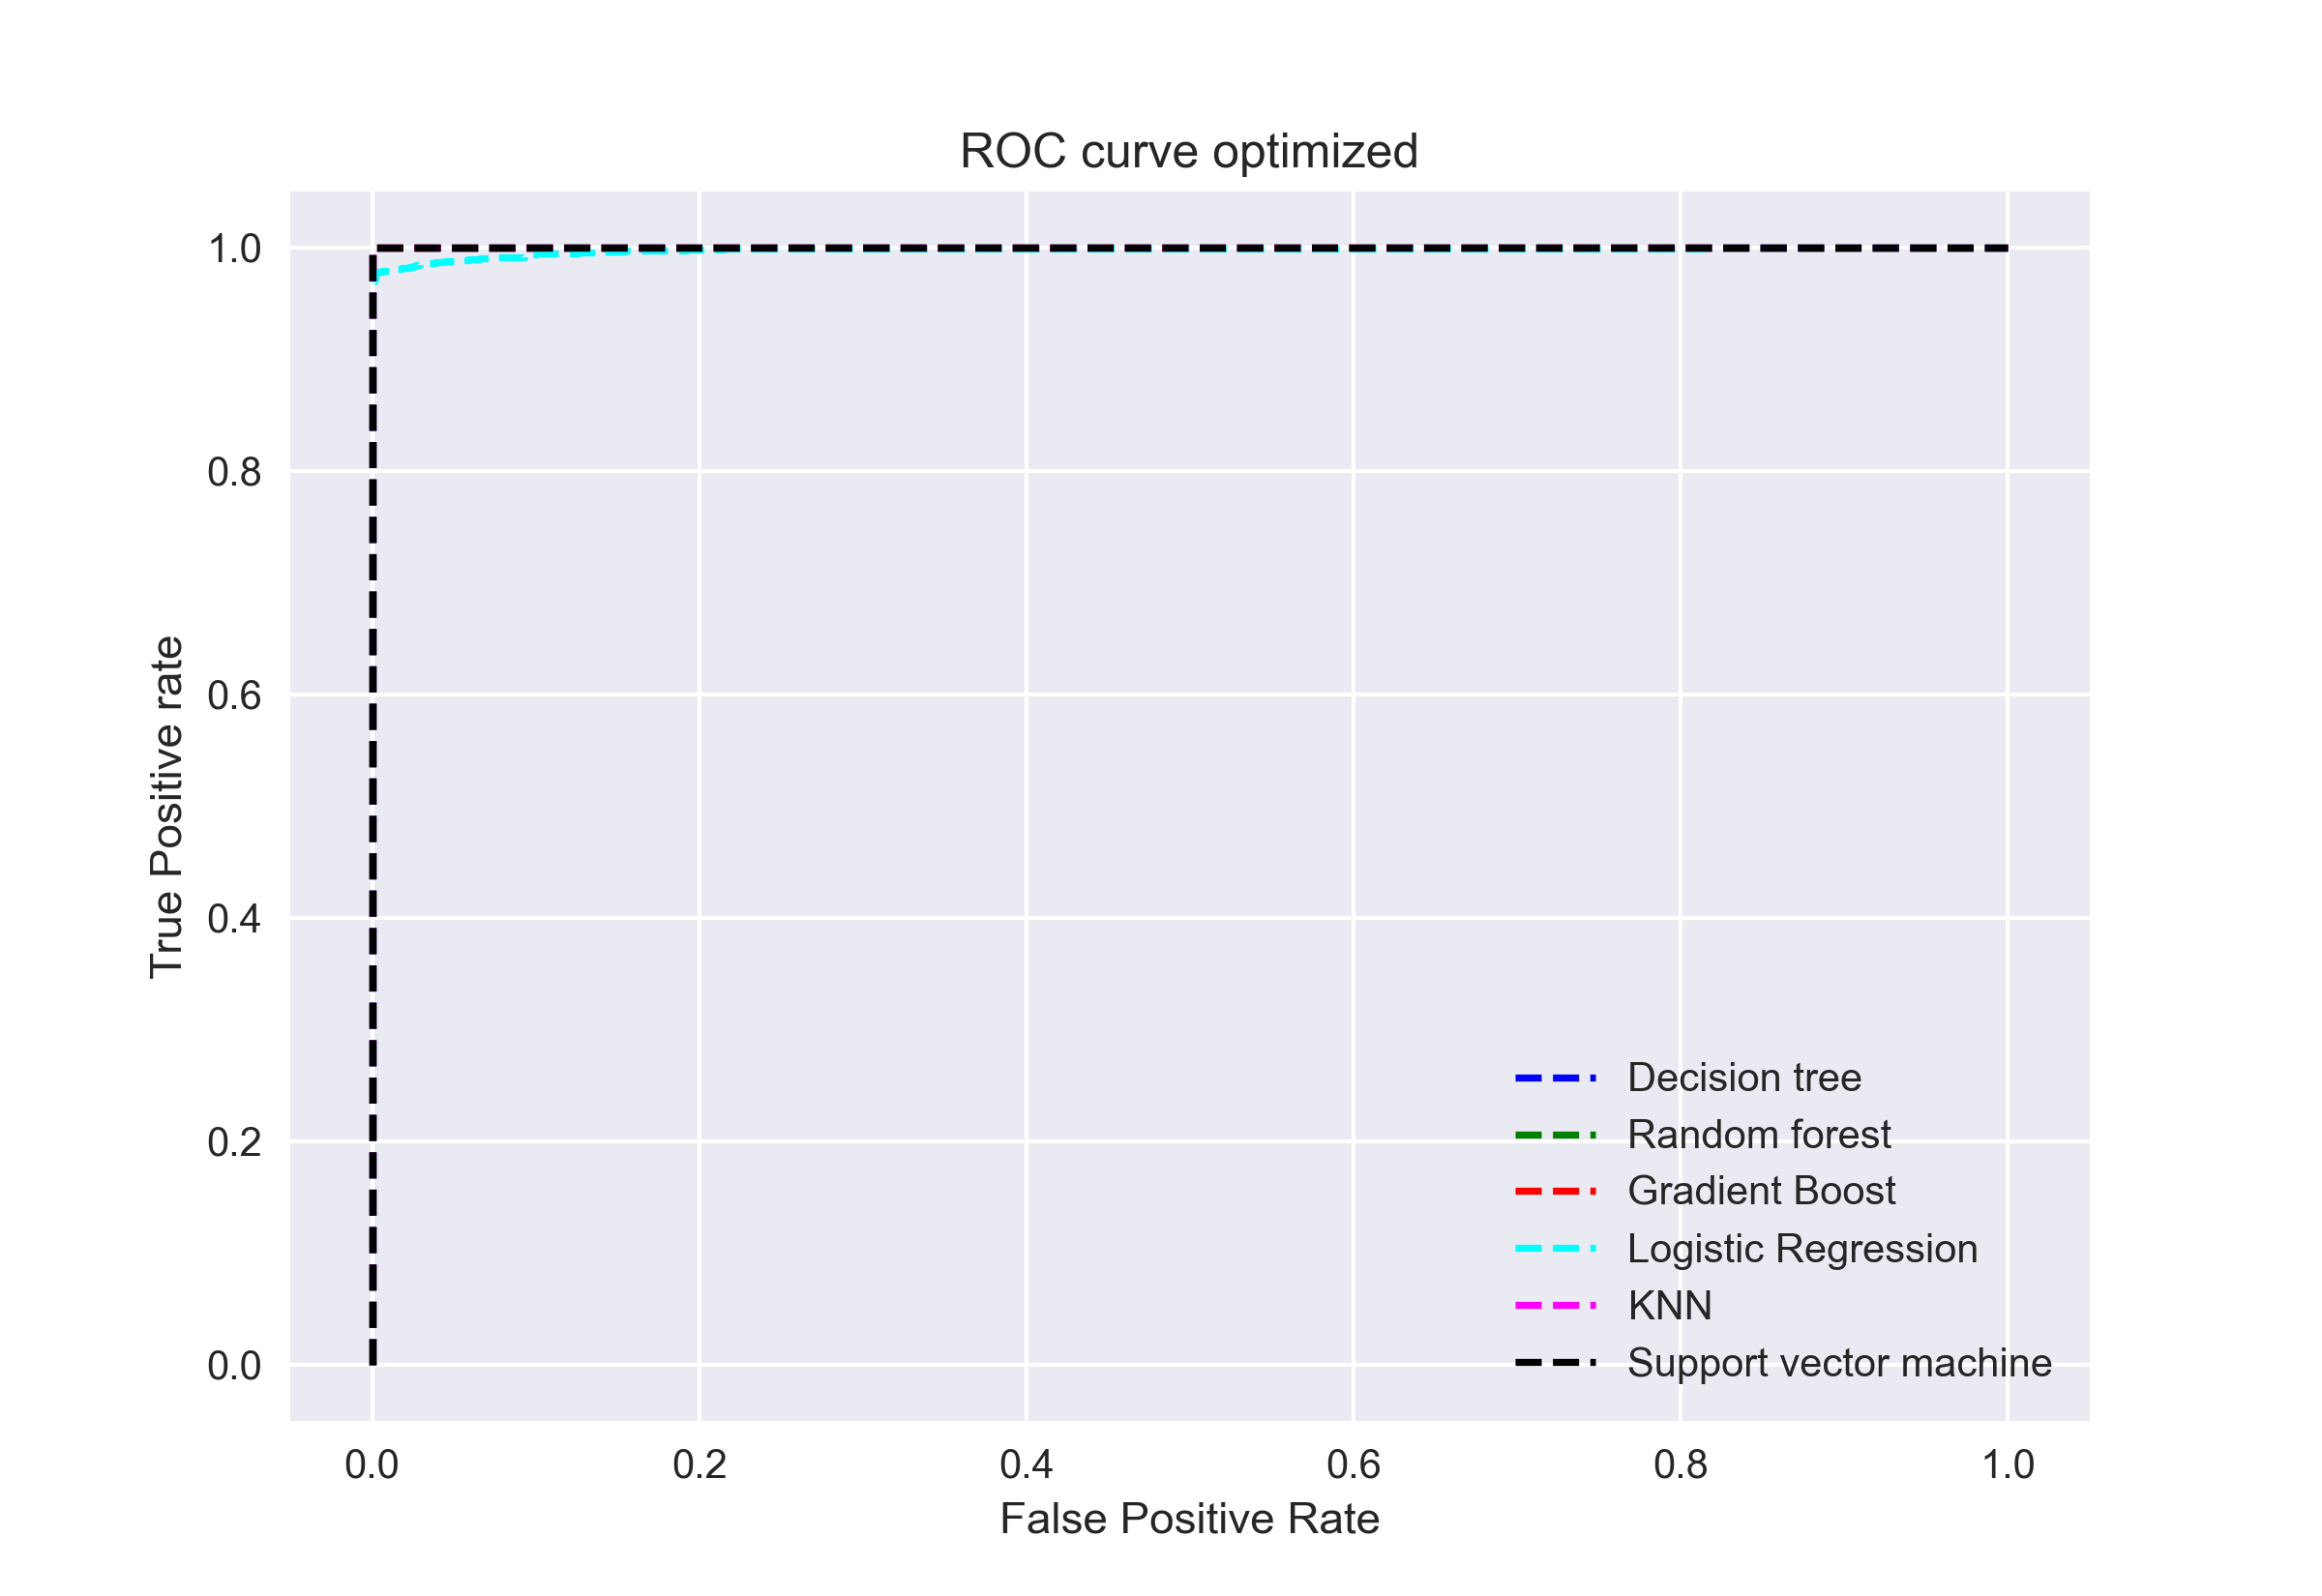 ROC curve optimized
1.0
0.8
0.6
0.4
0.2
0.0
True Positive rate
Decision tree
Random forest
Gradient Boost
Logistic Regression
KNN
Support vector machine
0.0 0.2 0.4 0.6 0.8 1.0
False Positive Rate